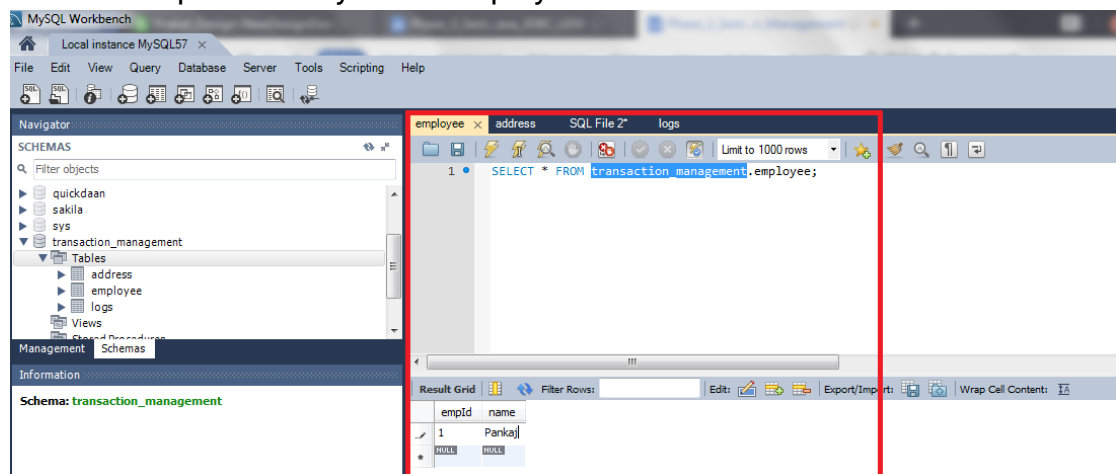 MySQL Workbench
Local instance MySQL57
File Edit View Query Database Server Tools Scripting Help
Navigator
SCHEMAS
Filter objects
quickdaan
sakila
sys
transaction_management
Tables
address
employee
logs
Views
Stored Procedures
Management Schemas
Information
Schema: transaction_management
employee address SQL File 2* logs
Limit to 1000 rows
1 SELECT * FROM transaction_management.employee;
Result Grid Filter Rows: Edit: Export/Import: Wrap Cell Content:
empId name
1 Pankaj
NULL NULL